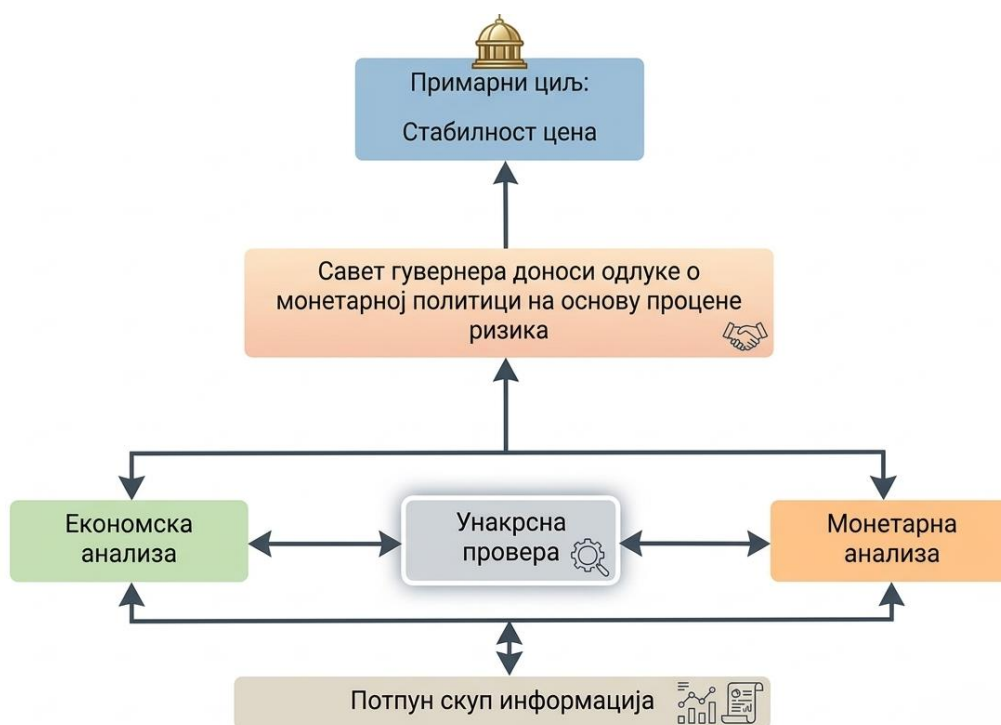 Примарни циљ:
Стабилност цена
Савет гувернера доноси одлуке о
монетарној политици на основу процене
ризика
Економска
анализа
Унакрсна
провера
Монетарна
анализа
Потпун скуп информација